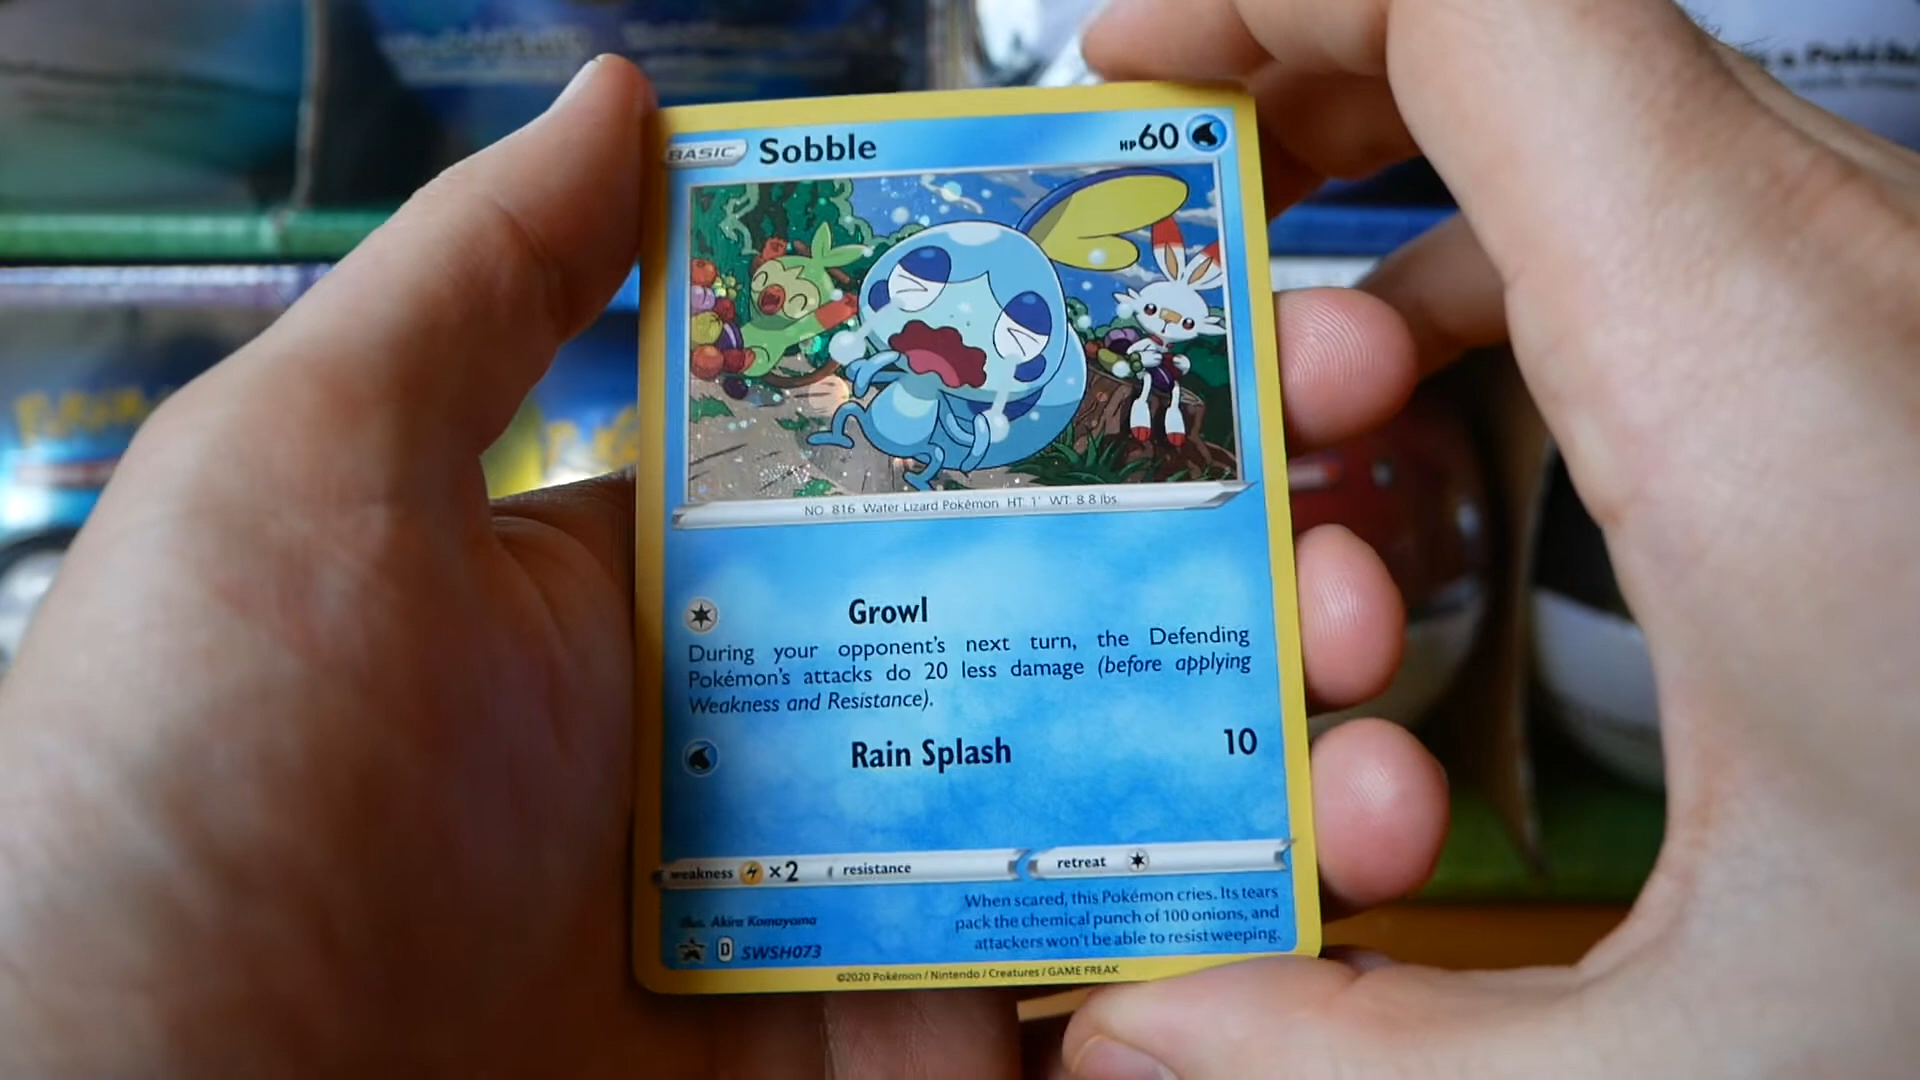 a Pokéb
BASIC Sobble HP 60
NO. 816 Water Lizard Pokémon HT: 1' WT: 8.8 lbs.
Growl
During your opponent's next turn, the Defending
Pokémon's attacks do 20 less damage (before applying
Weakness and Resistance).
Rain Splash 10
weakness ×2 resistance retreat
When scared, this Pokémon cries. Its tears
pack the chemical punch of 100 onions, and
attackers won't be able to resist weeping.
Illus. Akira Komayama
D SWSH073
©2020 Pokémon / Nintendo / Creatures / GAME FREAK